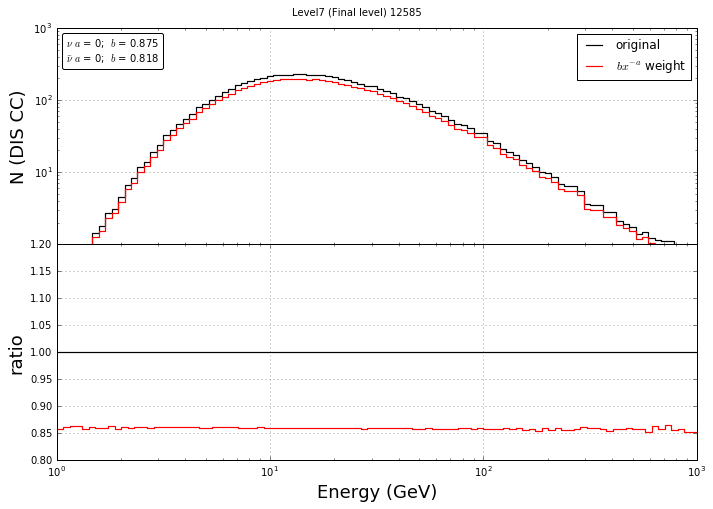 Level7 (Final level) 12585
ν a = 0; b = 0.875
ν̄ a = 0; b = 0.818
original
bx⁻ᵃ weight
N (DIS CC)
10³
10²
10¹
1.20
1.15
1.10
1.05
1.00
0.95
0.90
0.85
0.80
ratio
10⁰ 10¹ 10² 10³
Energy (GeV)